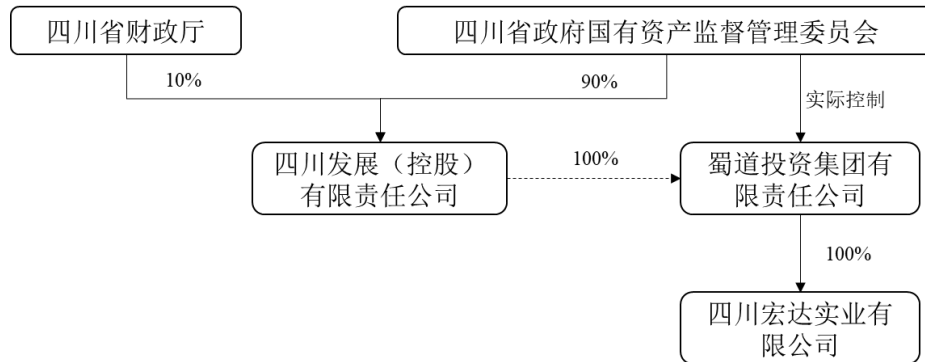 四川省财政厅
四川省政府国有资产监督管理委员会
10%
90%
实际控制
四川发展（控股）
有限责任公司
100%
蜀道投资集团有
限责任公司
100%
四川宏达实业有
限公司